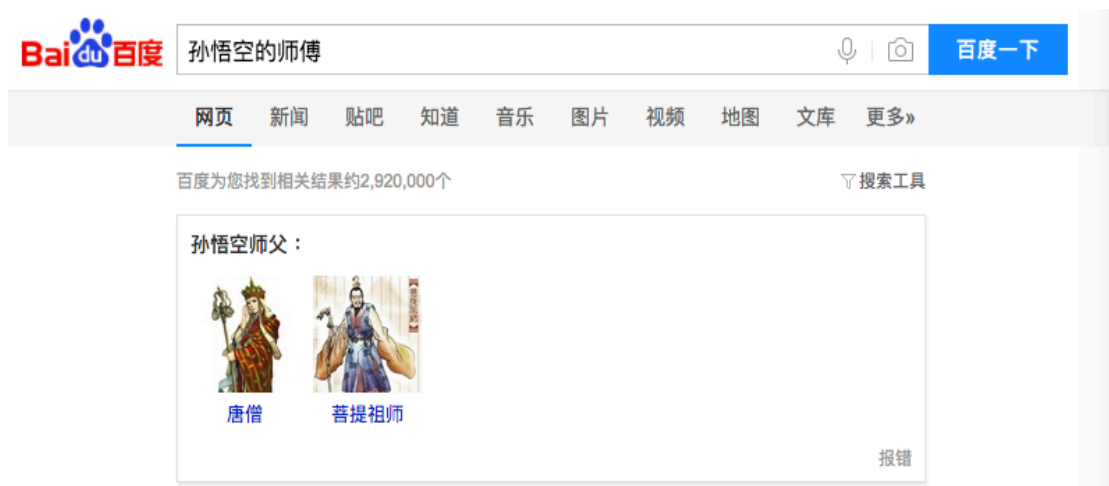 Bai du 百度 孙悟空的师傅 百度一下
网页 新闻 贴吧 知道 音乐 图片 视频 地图 文库 更多»
百度为您找到相关结果约2,920,000个 搜索工具
孙悟空师父：
唐僧 菩提祖师
报错